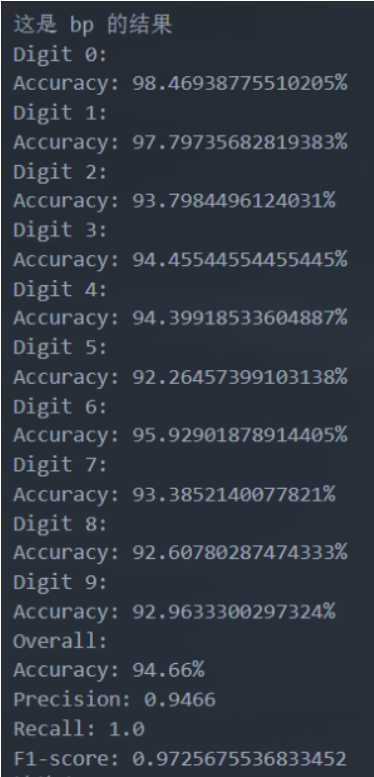 这是 bp 的结果
Digit 0:
Accuracy: 98.46938775510205%
Digit 1:
Accuracy: 97.79735682819383%
Digit 2:
Accuracy: 93.7984496124031%
Digit 3:
Accuracy: 94.45544554455445%
Digit 4:
Accuracy: 94.39918533604887%
Digit 5:
Accuracy: 92.26457399103138%
Digit 6:
Accuracy: 95.92901878914405%
Digit 7:
Accuracy: 93.3852140077821%
Digit 8:
Accuracy: 92.60780287474333%
Digit 9:
Accuracy: 92.9633300297324%
Overall:
Accuracy: 94.66%
Precision: 0.9466
Recall: 1.0
F1-score: 0.9725675536833452